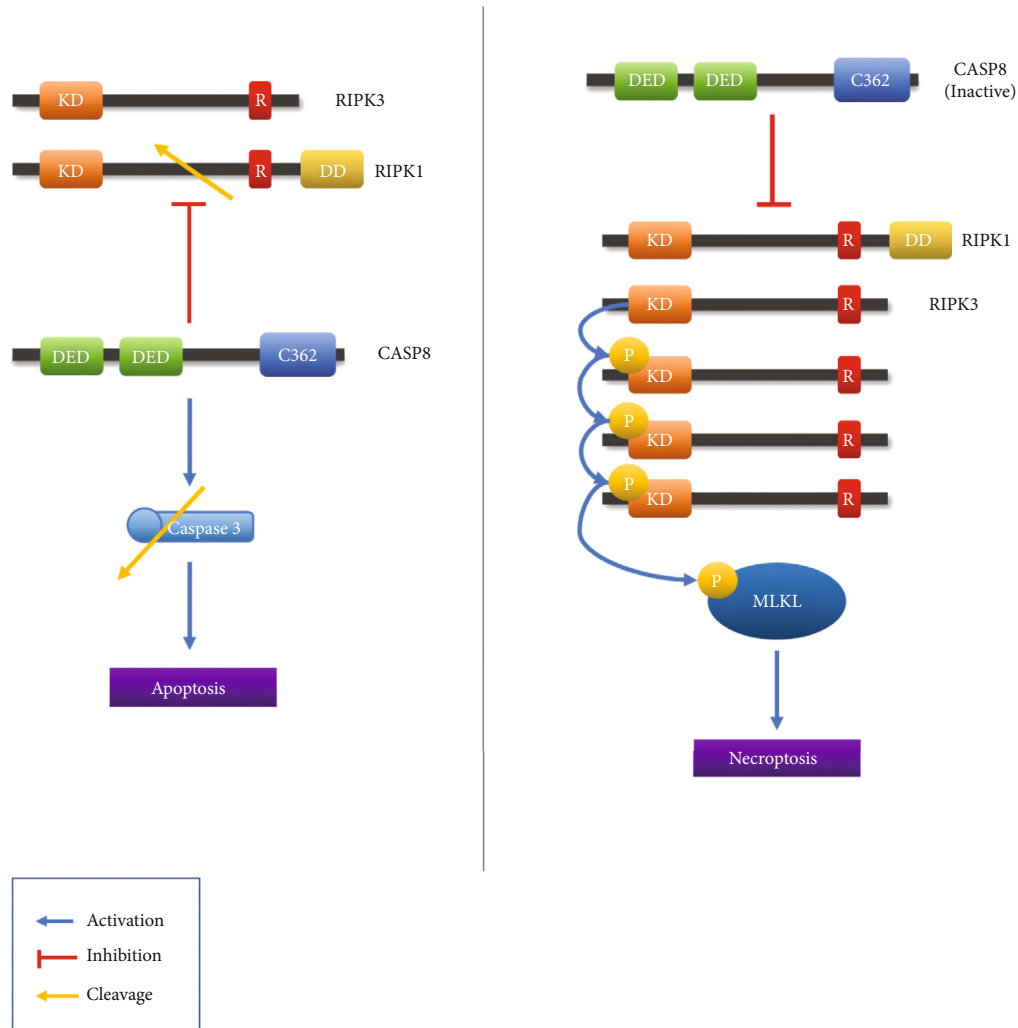 KD
R
RIPK3
KD
R
DD
RIPK1
DED
DED
C362
CASP8
Caspase 3
Apoptosis
DED
DED
C362
CASP8
(Inactive)
KD
R
DD
RIPK1
KD
R
RIPK3
P
KD
R
P
KD
R
P
KD
R
P
MLKL
Necroptosis
Activation
Inhibition
Cleavage